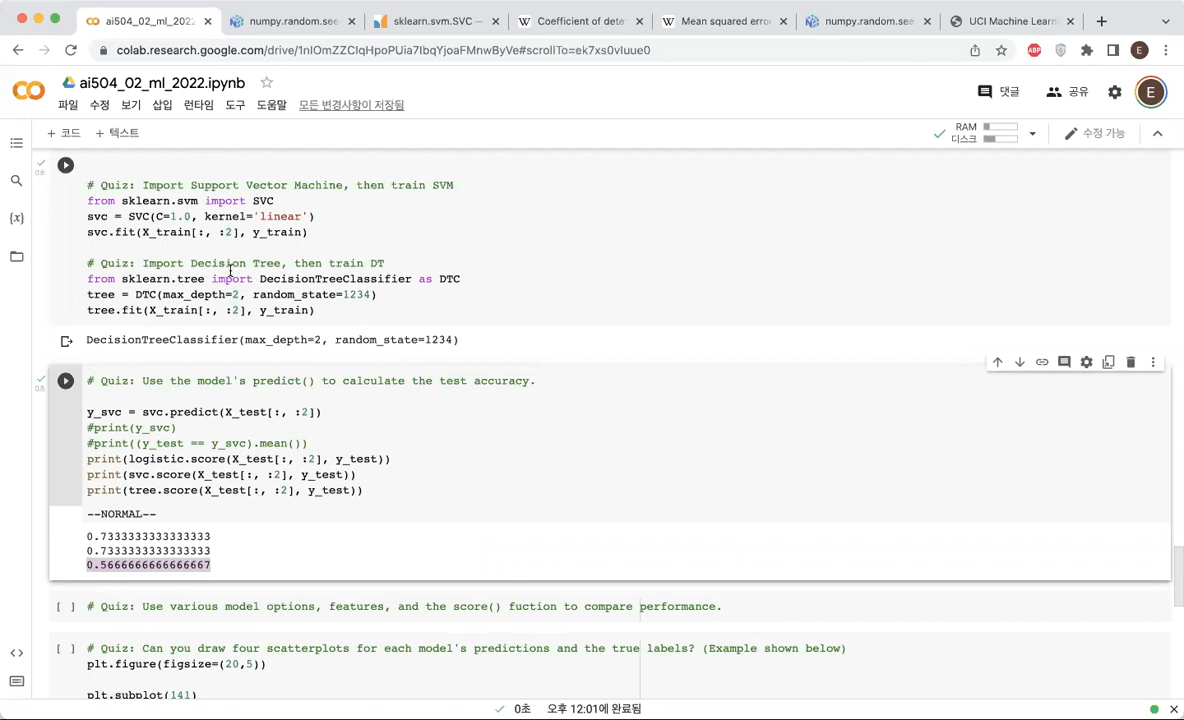 ai504_02_ml_2022
numpy.random.see
sklearn.svm.SVC —
Coefficient of dete
Mean squared erro
numpy.random.see
UCI Machine Learn
colab.research.google.com/drive/1nIOmZZCIqHpoPUia7IbqYjoaFMnwByVe#scrollTo=ek7xs0vIuue0
ABP
E
CO
ai504_02_ml_2022.ipynb
댓글
공유
E
파일 수정 보기 삽입 런타임 도구 도움말 모든 변경사항이 저장됨
+ 코드 + 텍스트
RAM
디스크
수정 가능
# Quiz: Import Support Vector Machine, then train SVM
from sklearn.svm import SVC
svc = SVC(C=1.0, kernel='linear')
svc.fit(X_train[:, :2], y_train)
# Quiz: Import Decision Tree, then train DT
from sklearn.tree import DecisionTreeClassifier as DTC
tree = DTC(max_depth=2, random_state=1234)
tree.fit(X_train[:, :2], y_train)
DecisionTreeClassifier(max_depth=2, random_state=1234)
# Quiz: Use the model's predict() to calculate the test accuracy.
y_svc = svc.predict(X_test[:, :2])
#print(y_svc)
#print((y_test == y_svc).mean())
print(logistic.score(X_test[:, :2], y_test))
print(svc.score(X_test[:, :2], y_test))
print(tree.score(X_test[:, :2], y_test))
--NORMAL--
0.7333333333333333
0.7333333333333333
0.5666666666666667
[ ] # Quiz: Use various model options, features, and the score() fuction to compare performance.
[ ] # Quiz: Can you draw four scatterplots for each model's predictions and the true labels? (Example shown below)
plt.figure(figsize=(20,5))
plt.subplot(141)
0초 오후 12:01에 완료됨